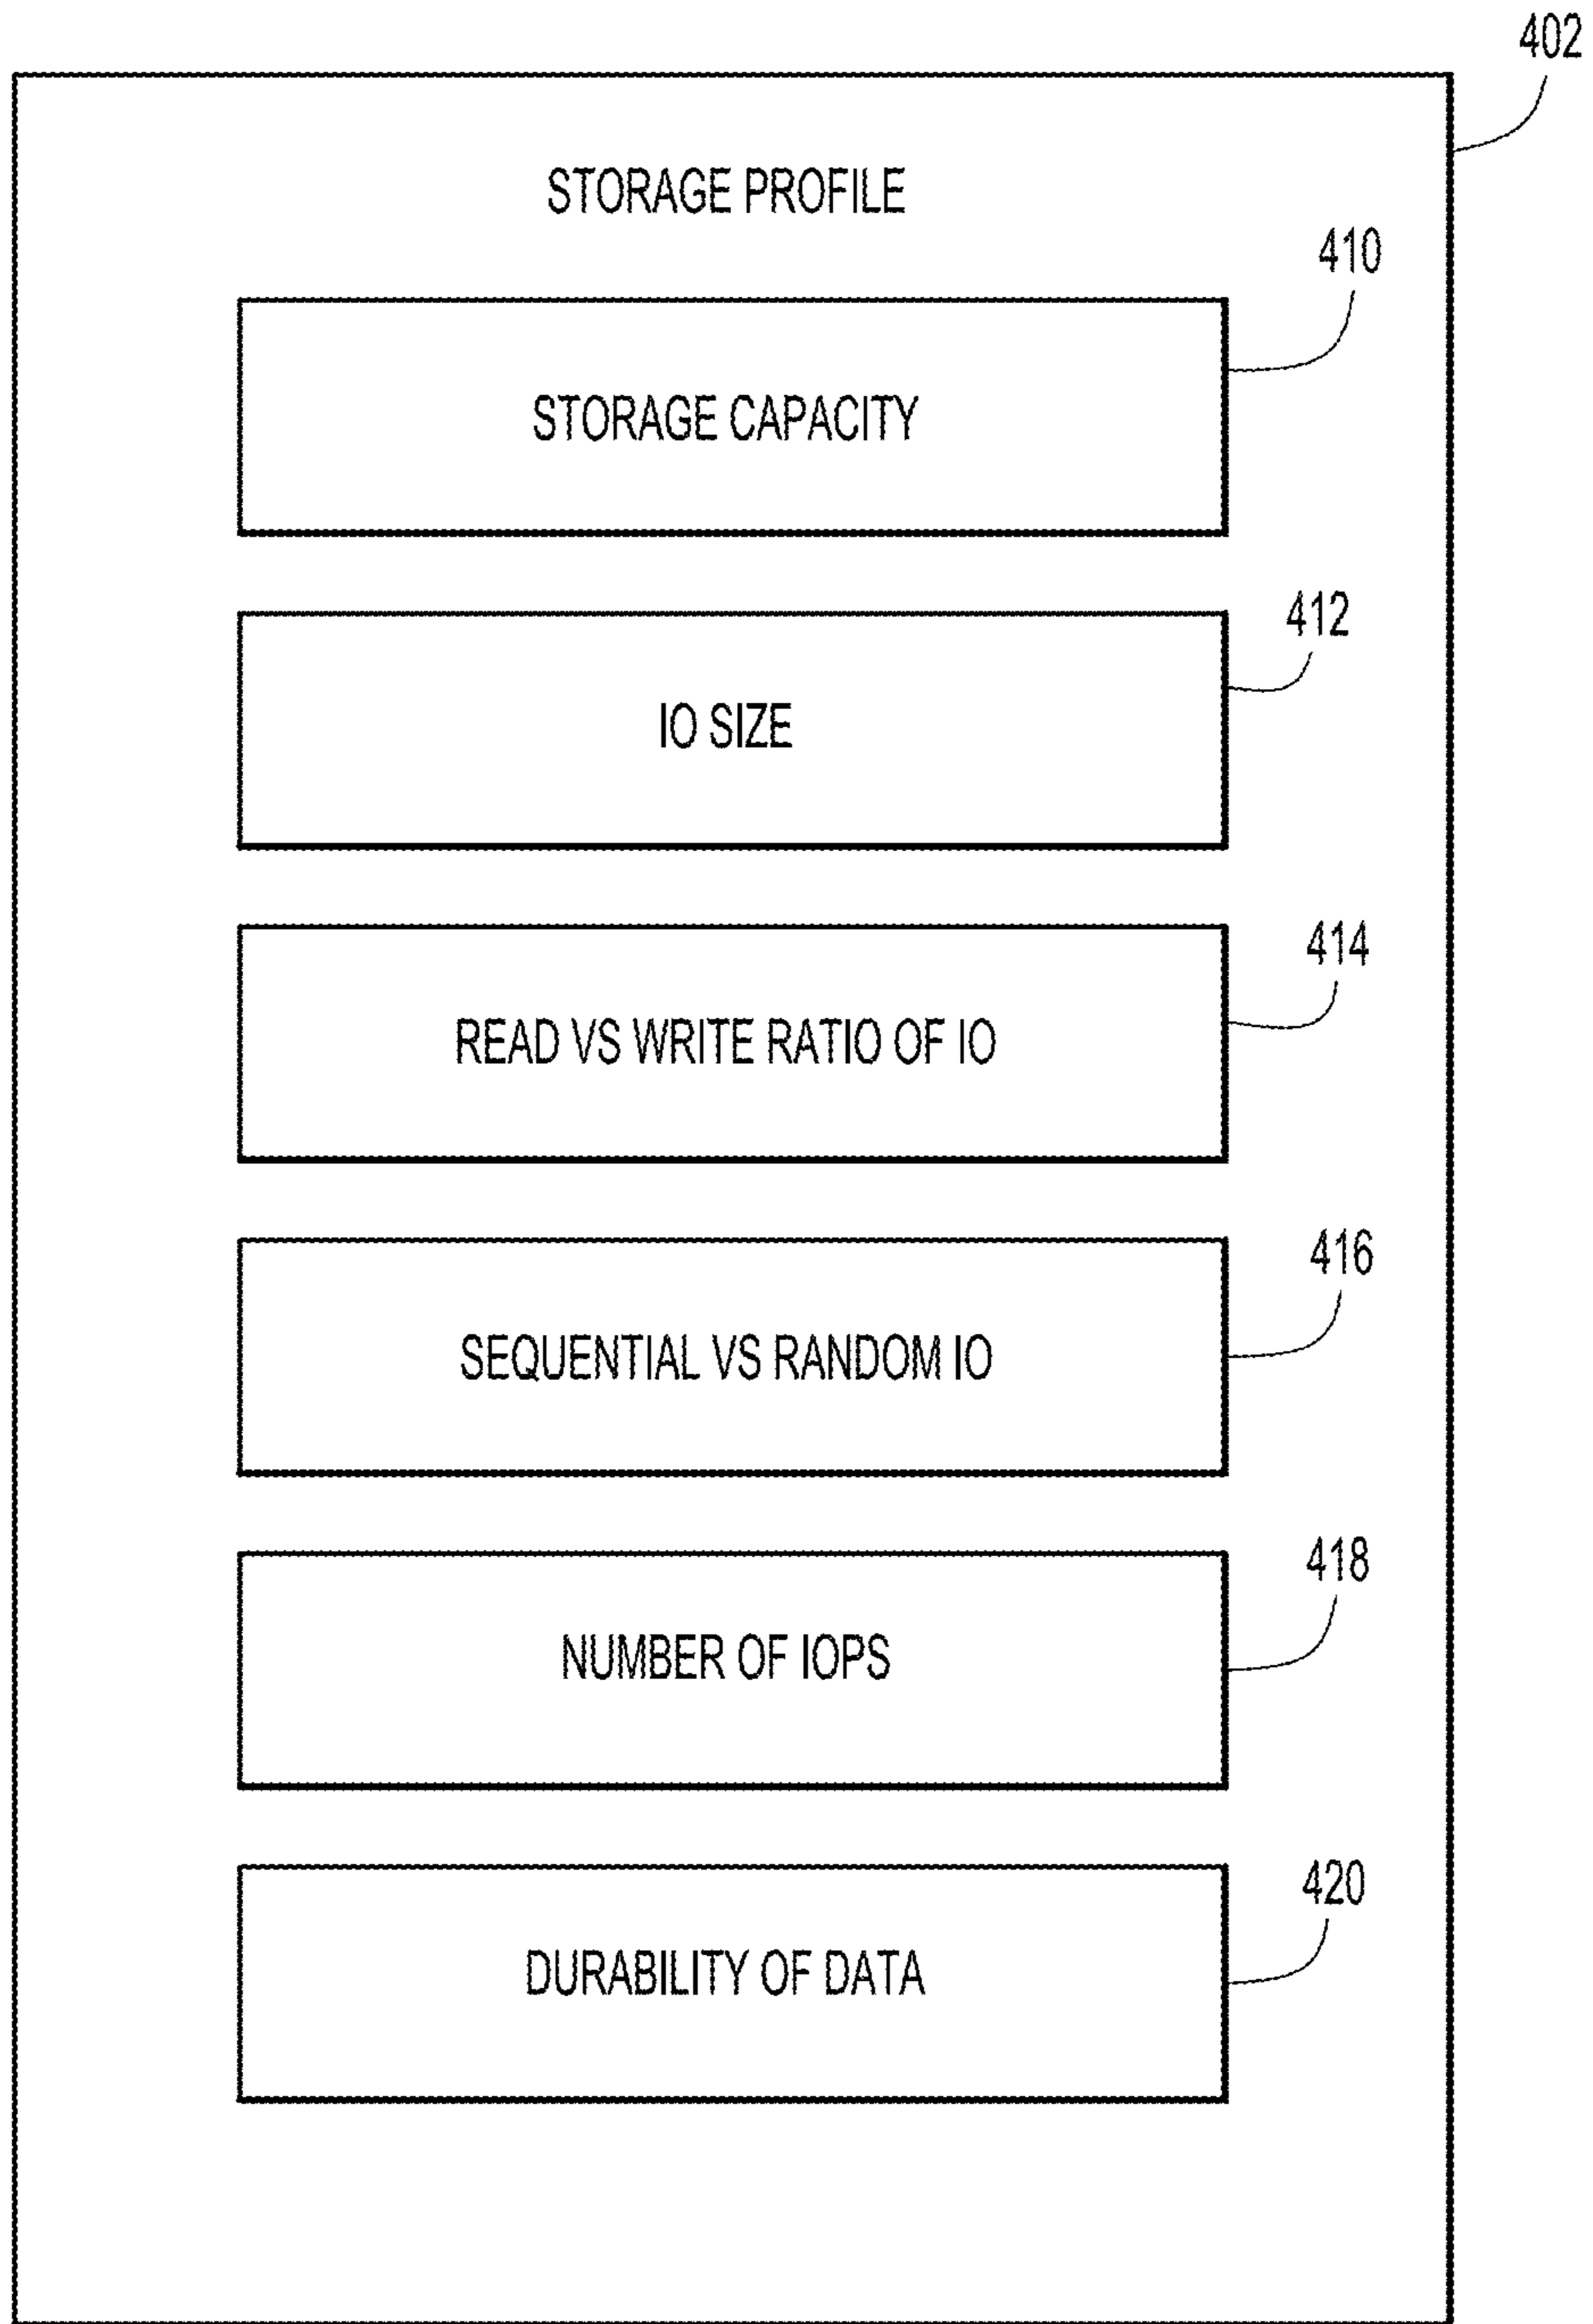 402
STORAGE PROFILE
410
STORAGE CAPACITY
412
IO SIZE
414
READ VS WRITE RATIO OF IO
416
SEQUENTIAL VS RANDOM IO
418
NUMBER OF IOPS
420
DURABILITY OF DATA